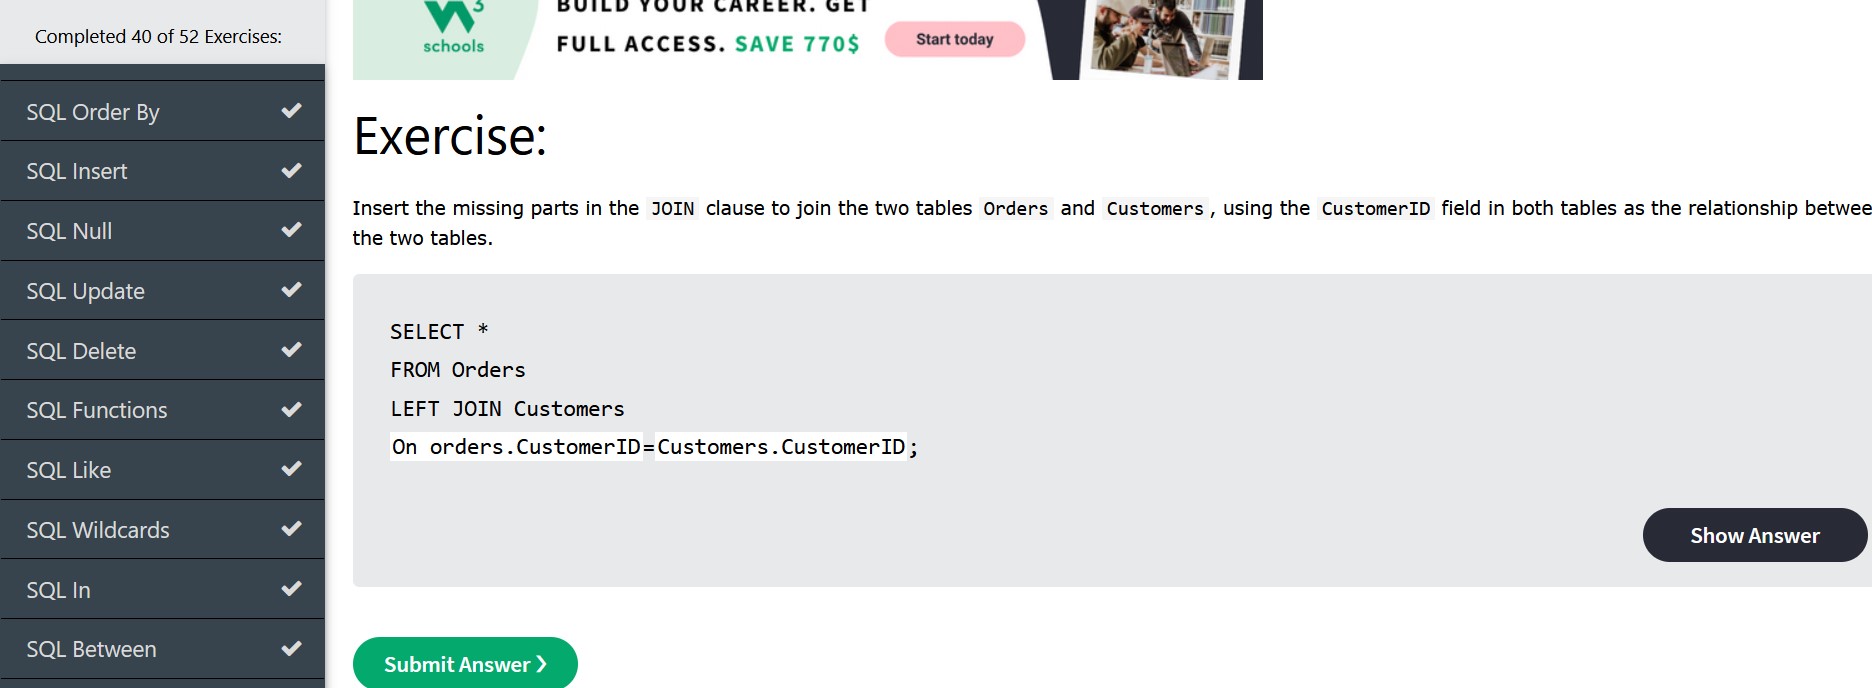 Completed 40 of 52 Exercises:
SQL Order By
SQL Insert
SQL Null
SQL Update
SQL Delete
SQL Functions
SQL Like
SQL Wildcards
SQL In
SQL Between
3
schools
BUILD YOUR CAREER. GET
FULL ACCESS. SAVE 770$
Start today
Exercise:
Insert the missing parts in the JOIN clause to join the two tables Orders and Customers, using the CustomerID field in both tables as the relationship betwee
the two tables.
SELECT *
FROM Orders
LEFT JOIN Customers
On orders.CustomerID=Customers.CustomerID;
Show Answer
Submit Answer ❯